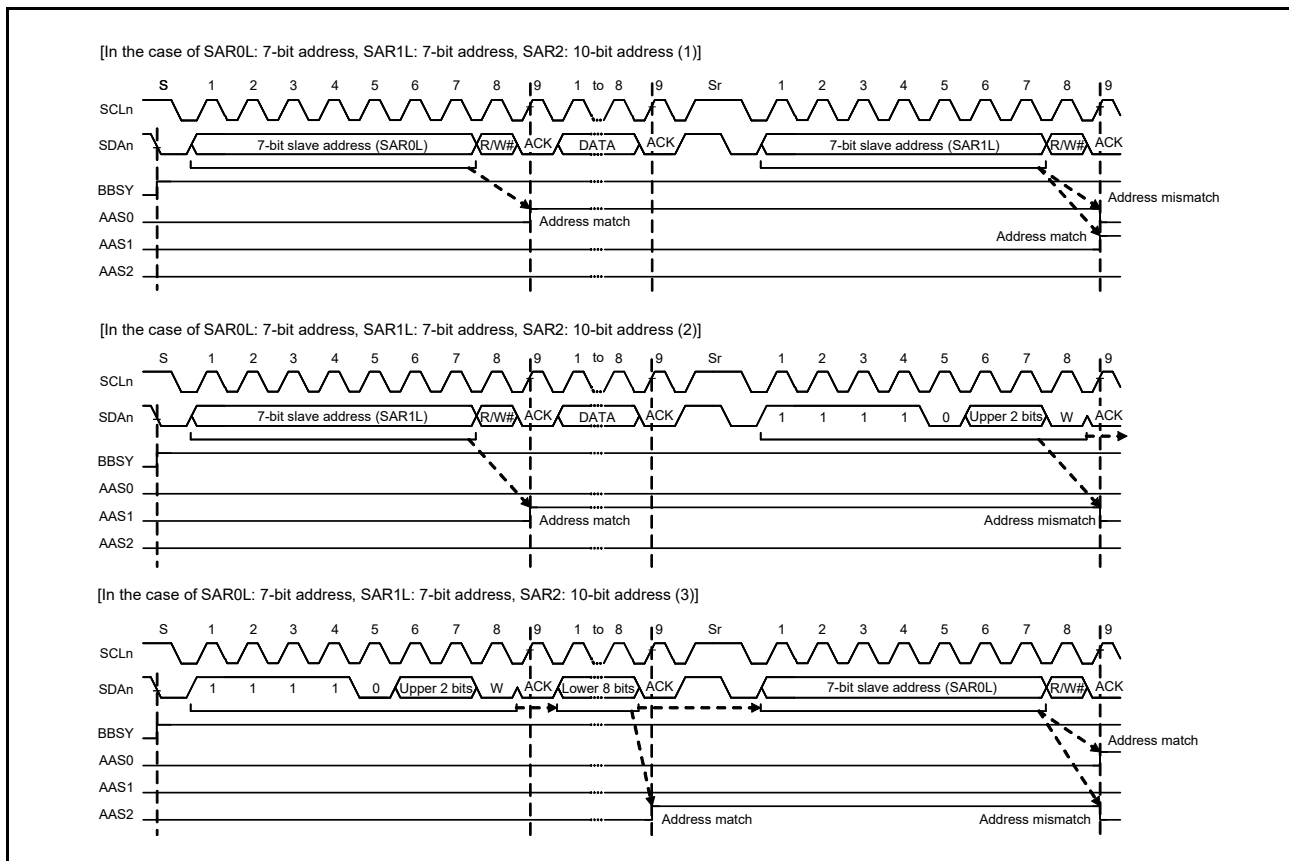 [In the case of SAR0L: 7-bit address, SAR1L: 7-bit address, SAR2: 10-bit address (1)]
S 1 2 3 4 5 6 7 8 9 1 to 8 9 Sr 1 2 3 4 5 6 7 8 9
SCLn
SDAn 7-bit slave address (SAR0L) R/W# ACK DATA ACK 7-bit slave address (SAR1L) R/W# ACK
BBSY
Address mismatch
AAS0
Address match
Address match
AAS1
AAS2
[In the case of SAR0L: 7-bit address, SAR1L: 7-bit address, SAR2: 10-bit address (2)]
S 1 2 3 4 5 6 7 8 9 1 to 8 9 Sr 1 2 3 4 5 6 7 8 9
SCLn
SDAn 7-bit slave address (SAR1L) R/W# ACK DATA ACK 1 1 1 1 0 Upper 2 bits W ACK
BBSY
AAS0
AAS1 Address match Address mismatch
AAS2
[In the case of SAR0L: 7-bit address, SAR1L: 7-bit address, SAR2: 10-bit address (3)]
S 1 2 3 4 5 6 7 8 9 1 to 8 9 Sr 1 2 3 4 5 6 7 8 9
SCLn
SDAn 1 1 1 1 0 Upper 2 bits W ACK Lower 8 bits ACK 7-bit slave address (SAR0L) R/W# ACK
BBSY
Address match
AAS0
AAS1
AAS2
Address match Address mismatch